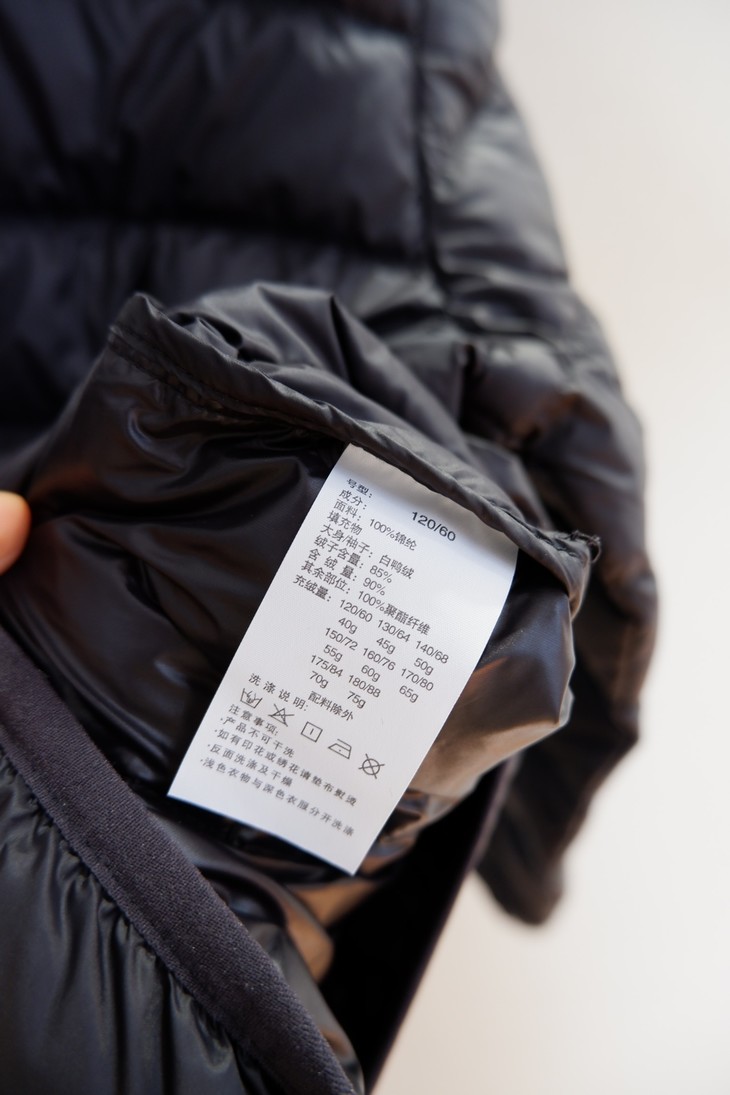 号型： 120/60
成分：
面料：100%锦纶
填充物
大身/袖子：白鸭绒
绒子含量：85%
含 绒 量：90%
其余部位：100%聚酯纤维
充绒量：120/60 130/64 140/68
40g 45g 50g
150/72 160/76 170/80
55g 60g 65g
175/84 180/88
70g 75g
配料除外
洗 涤 说 明：
注意事项：
·产品不可干洗
·如有印花或绣花请垫布熨烫
·反面洗涤及干燥
·浅色衣物与深色衣服分开洗涤